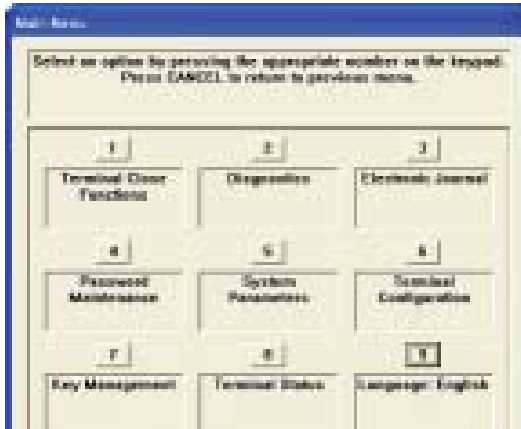 Main Menu
Select an option by pressing the appropriate number on the keypad.
Press CANCEL to return to previous menu.
1 2 3
Terminal Close Diagnostics Electronic Journal
Functions
4 5 6
Password System Terminal
Maintenance Parameters Configuration
7 8 9
Key Management Terminal Status Language: English